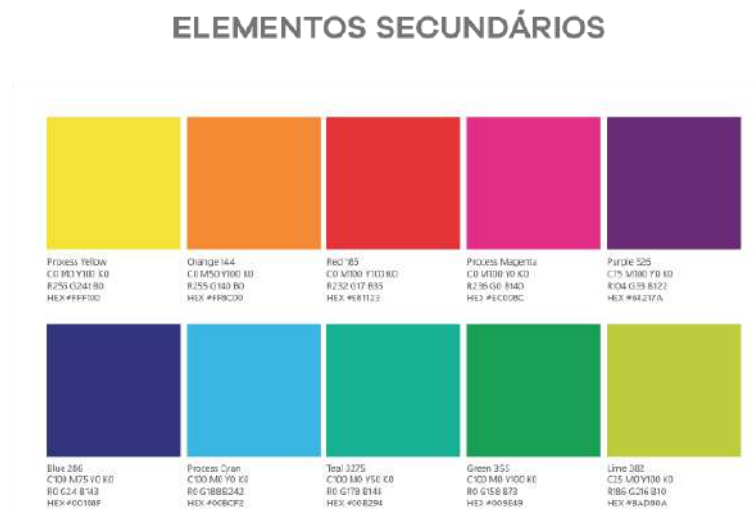 ELEMENTOS SECUNDÁRIOS
Process Yellow
C0 M0 Y100 K0
R255 G241 B0
HEX #FFF100
Orange 144
C0 M50 Y100 K0
R255 G140 B0
HEX #FF8C00
Red 185
C0 M100 Y100 K0
R232 G17 B35
HEX #E81123
Process Magenta
C0 M100 Y0 K0
R236 G0 B140
HEX #EC008C
Purple 526
C75 M100 Y0 K0
R104 G33 B122
HEX #68217A
Blue 286
C100 M75 Y0 K0
R0 G24 B143
HEX #00188F
Process Cyan
C100 M0 Y0 K0
R0 G188B242
HEX #00BCF2
Teal 3275
C100 M0 Y50 K0
R0 G178 B148
HEX #00B294
Green 355
C100 M0 Y100 K0
R0 G158 B73
HEX #009E49
Lime 382
C25 M0 Y100 K0
R186 G216 B10
HEX #BAD80A